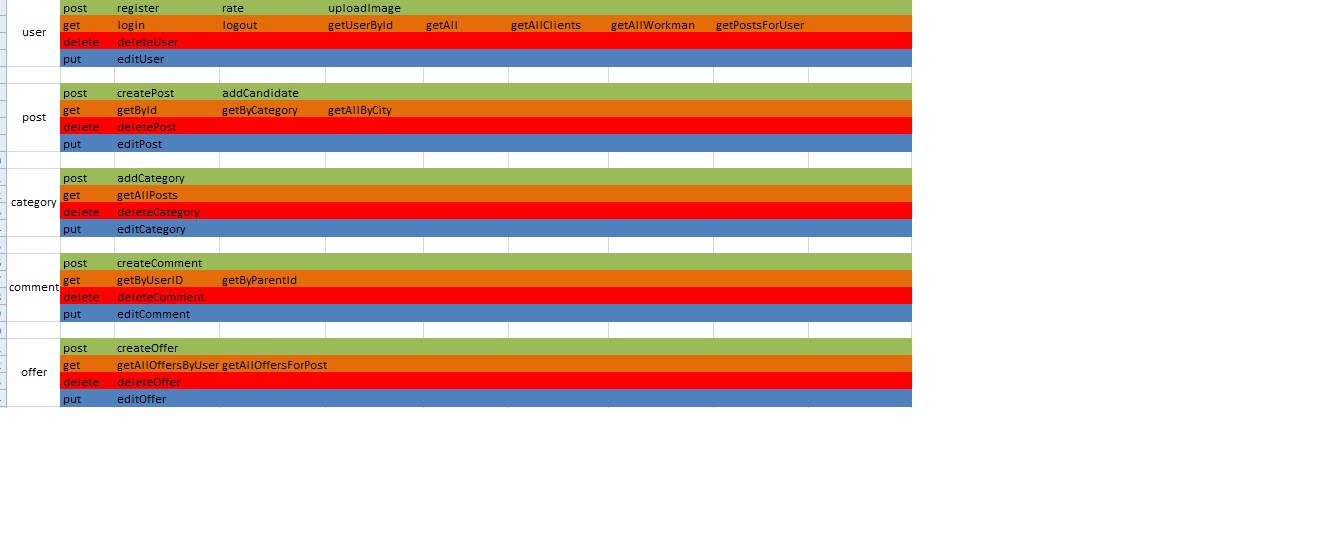 post register rate uploadImage
get login logout getUserById getAll getAllClients getAllWorkman getPostsForUser
user
delete deleteUser
put editUser
post createPost addCandidate
get getById getByCategory getAllByCity
post
delete deletePost
put editPost
post addCategory
get getAllPosts
category
delete deleteCategory
put editCategory
post createComment
get getByUserID getByParentId
comment
delete deleteComment
put editComment
post createOffer
get getAllOffersByUser getAllOffersForPost
offer
delete deleteOffer
put editOffer